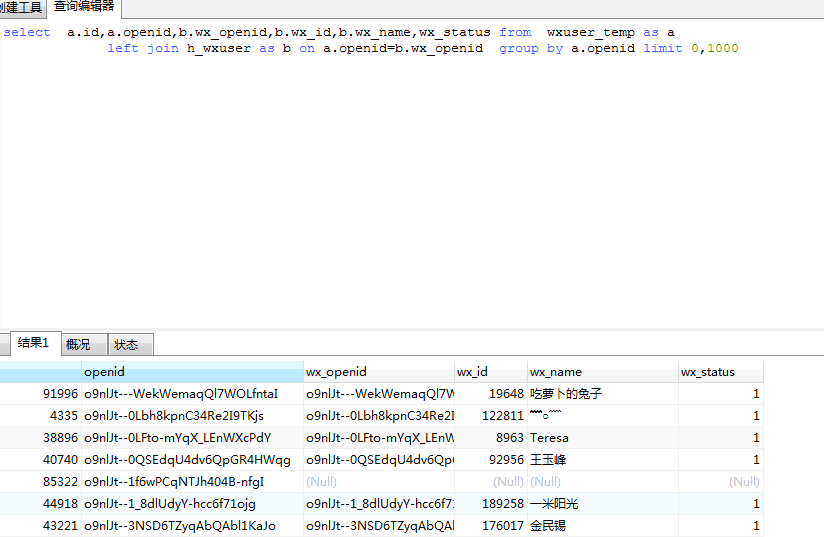 创建工具 查询编辑器
select a.id,a.openid,b.wx_openid,b.wx_id,b.wx_name,wx_status from wxuser_temp as a
left join h_wxuser as b on a.openid=b.wx_openid group by a.openid limit 0,1000
结果1 概况 状态
openid wx_openid wx_id wx_name wx_status
91996 o9nlJt---WekWemaqQl7WOLfntaI o9nlJt---WekWemaqQl7W 19648 吃萝卜的兔子 1
4335 o9nlJt--0Lbh8kpnC34Re2I9TKjs o9nlJt--0Lbh8kpnC34Re2I 122811 1
38896 o9nlJt--0LFto-mYqX_LEnWXcPdY o9nlJt--0LFto-mYqX_LEnW 8963 Teresa 1
40740 o9nlJt--0QSEdqU4dv6QpGR4HWqg o9nlJt--0QSEdqU4dv6Qp 92956 王玉峰 1
85322 o9nlJt--1f6wPCqNTJh404B-nfgI (Null) (Null) (Null) (Null)
44918 o9nlJt--1_8dlUdyY-hcc6f71ojg o9nlJt--1_8dlUdyY-hcc6f7 189258 一米阳光 1
43221 o9nlJt--3NSD6TZyqAbQAbl1KaJo o9nlJt--3NSD6TZyqAbQAbl 176017 金民锡 1